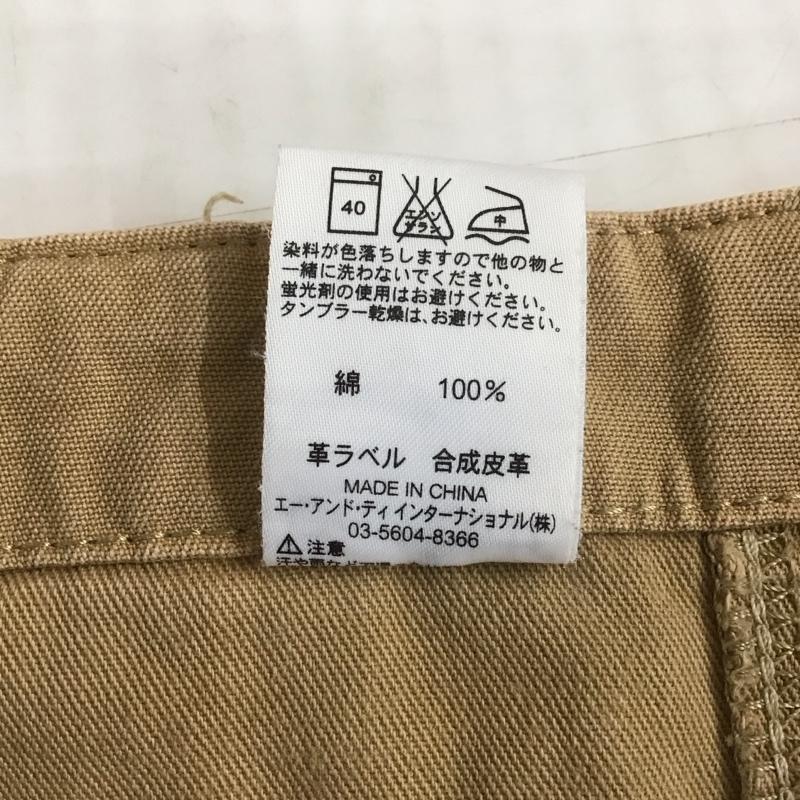 40 エンソ サラン 中
染料が色落ちしますので他の物と
一緒に洗わないでください。
蛍光剤の使用はお避けください。
タンブラー乾燥は、お避けください。
綿 100%
革ラベル 合成皮革
MADE IN CHINA
エー・アンド・ティインターナショナル(株)
03-5604-8366
注意